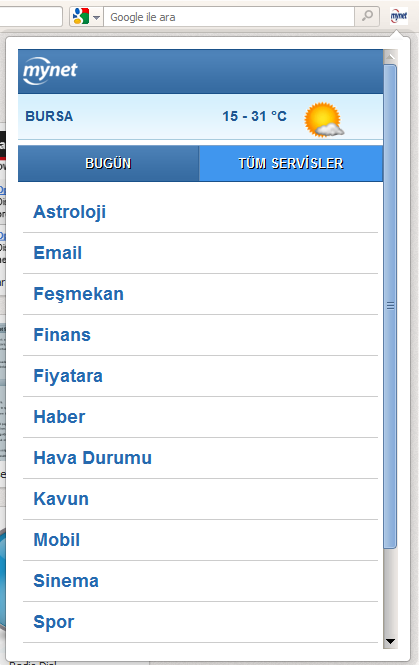 Google ile ara
mynet
mynet
BURSA 15 - 31 °C
BUGÜN TÜM SERVİSLER
Astroloji
Email
Feşmekan
Finans
Fiyatara
Haber
Hava Durumu
Kavun
Mobil
Sinema
Spor